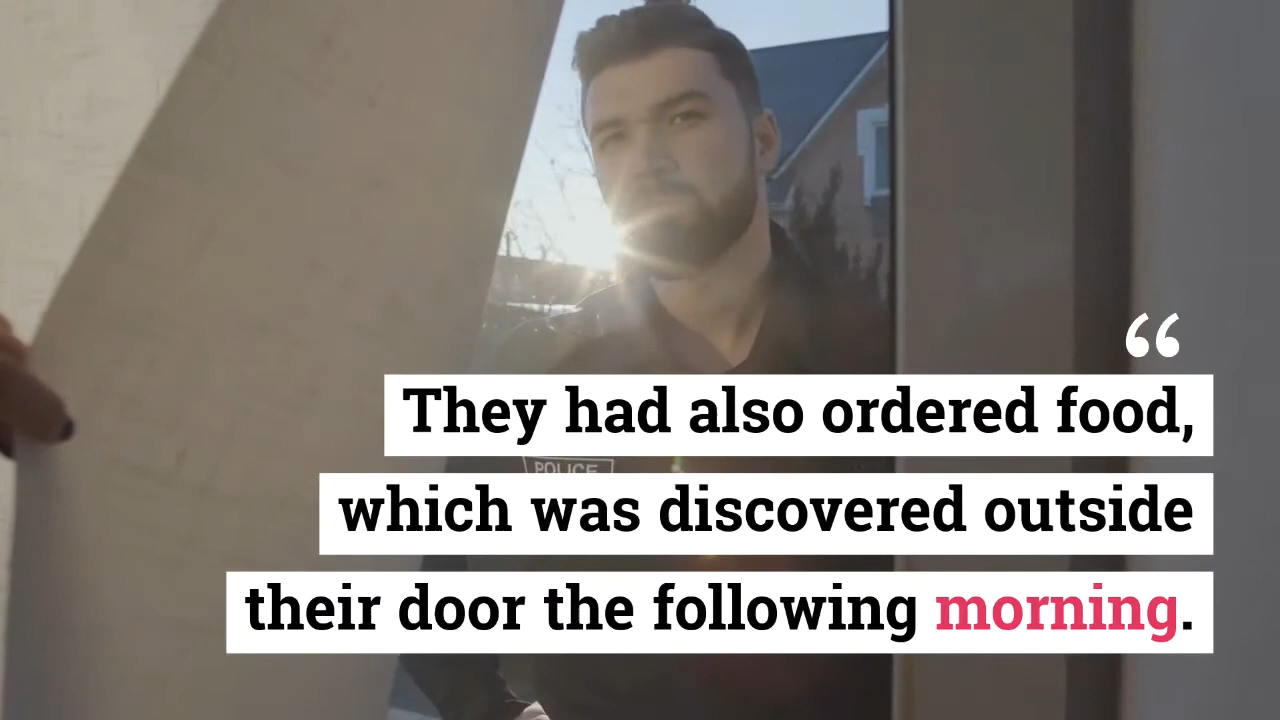 “
They had also ordered food,
POLICE
which was discovered outside
their door the following morning.